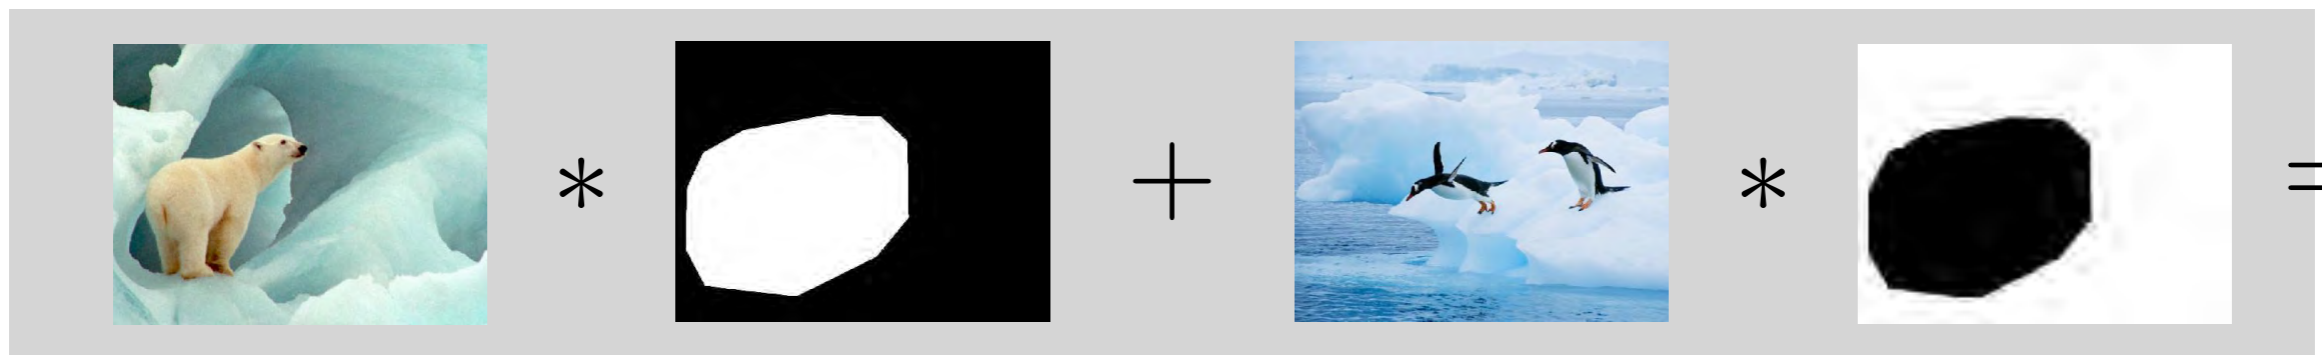 * + * =